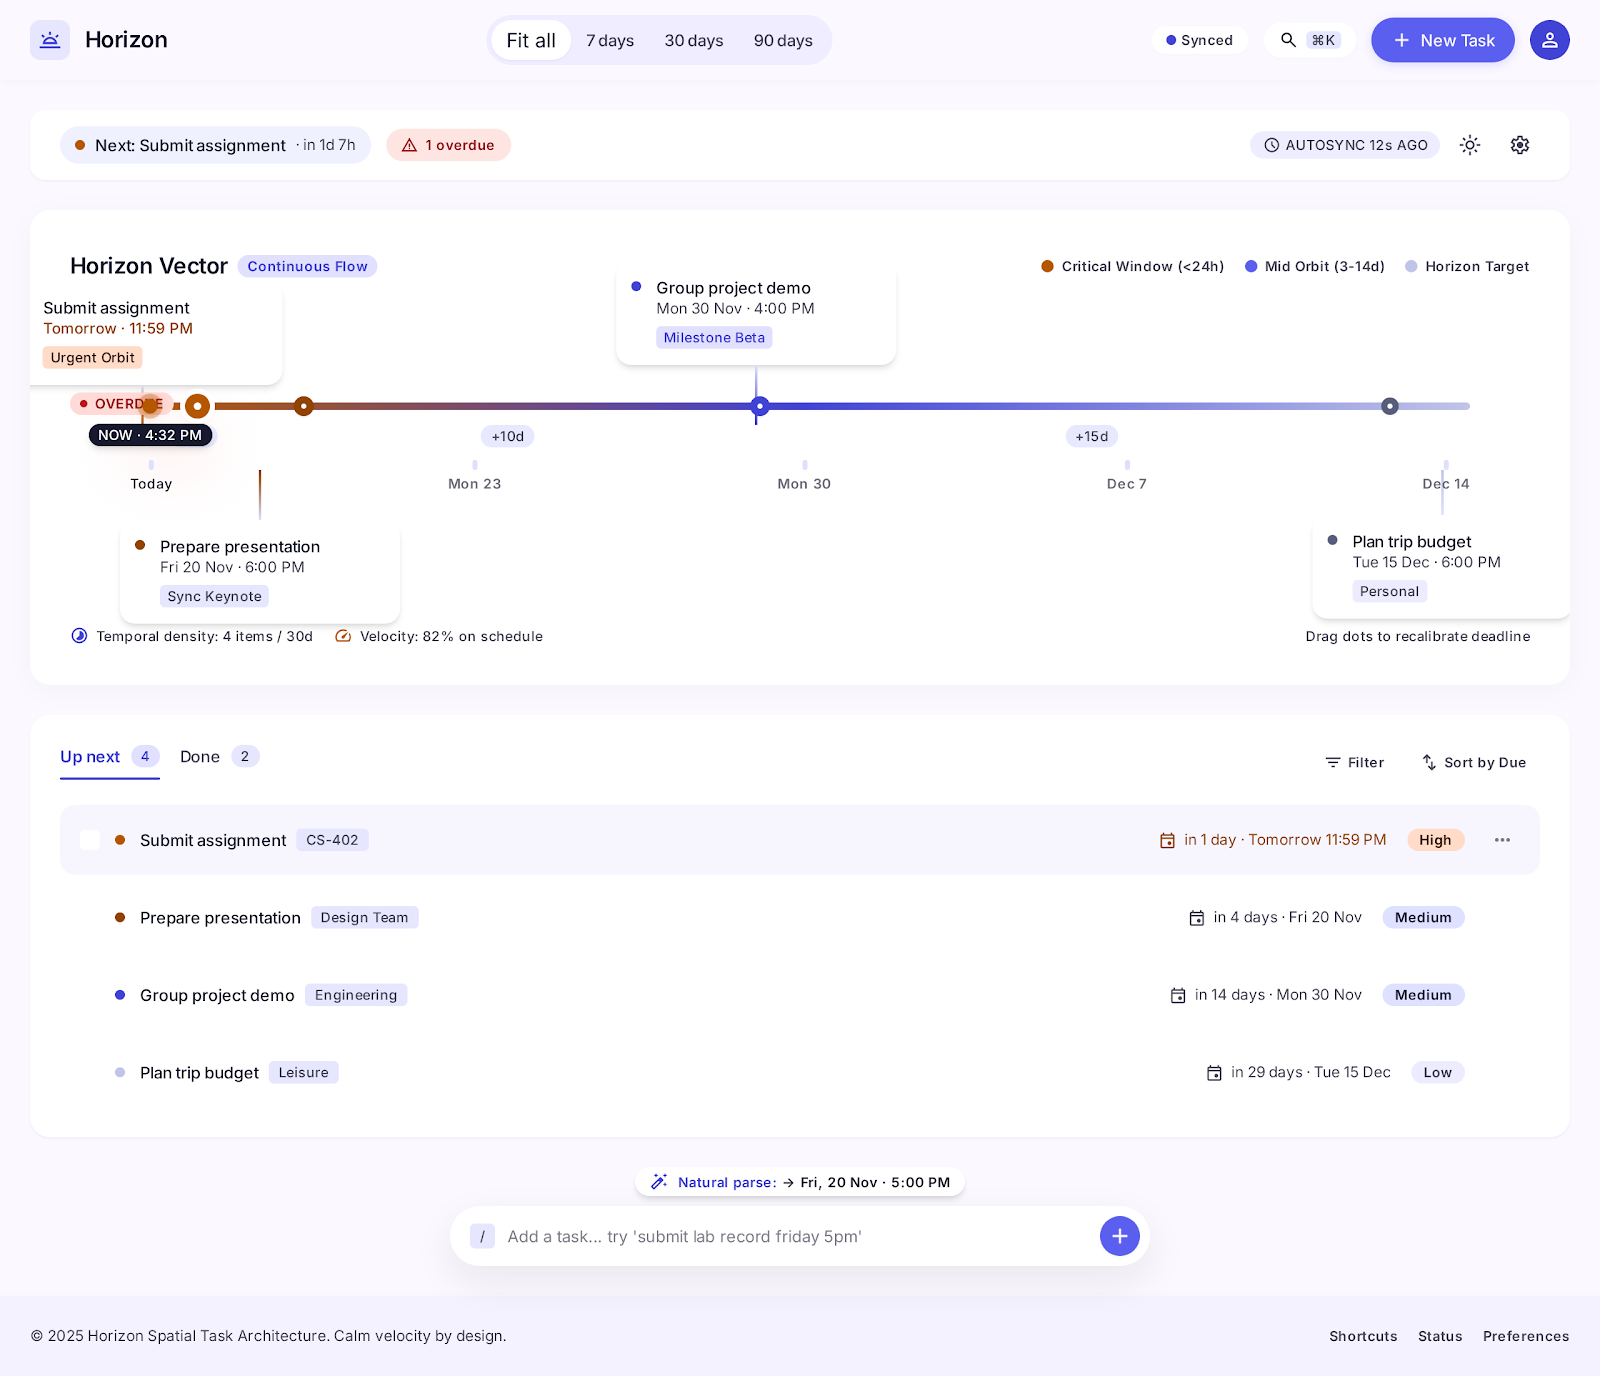 Horizon
Fit all 7 days 30 days 90 days
Synced
⌘K
+ New Task
Next: Submit assignment · in 1d 7h
1 overdue
AUTOSYNC 12s AGO
Horizon Vector Continuous Flow
Critical Window (<24h) Mid Orbit (3-14d) Horizon Target
Submit assignment
Tomorrow · 11:59 PM
Urgent Orbit
Group project demo
Mon 30 Nov · 4:00 PM
Milestone Beta
OVERDUE
NOW · 4:32 PM
+10d
+15d
Today Mon 23 Mon 30 Dec 7 Dec 14
Prepare presentation
Fri 20 Nov · 6:00 PM
Sync Keynote
Plan trip budget
Tue 15 Dec · 6:00 PM
Personal
Temporal density: 4 items / 30d Velocity: 82% on schedule
Drag dots to recalibrate deadline
Up next 4 Done 2
Filter Sort by Due
Submit assignment CS-402 in 1 day · Tomorrow 11:59 PM High
Prepare presentation Design Team in 4 days · Fri 20 Nov Medium
Group project demo Engineering in 14 days · Mon 30 Nov Medium
Plan trip budget Leisure in 29 days · Tue 15 Dec Low
Natural parse: → Fri, 20 Nov · 5:00 PM
/ Add a task... try 'submit lab record friday 5pm'
© 2025 Horizon Spatial Task Architecture. Calm velocity by design.
Shortcuts Status Preferences